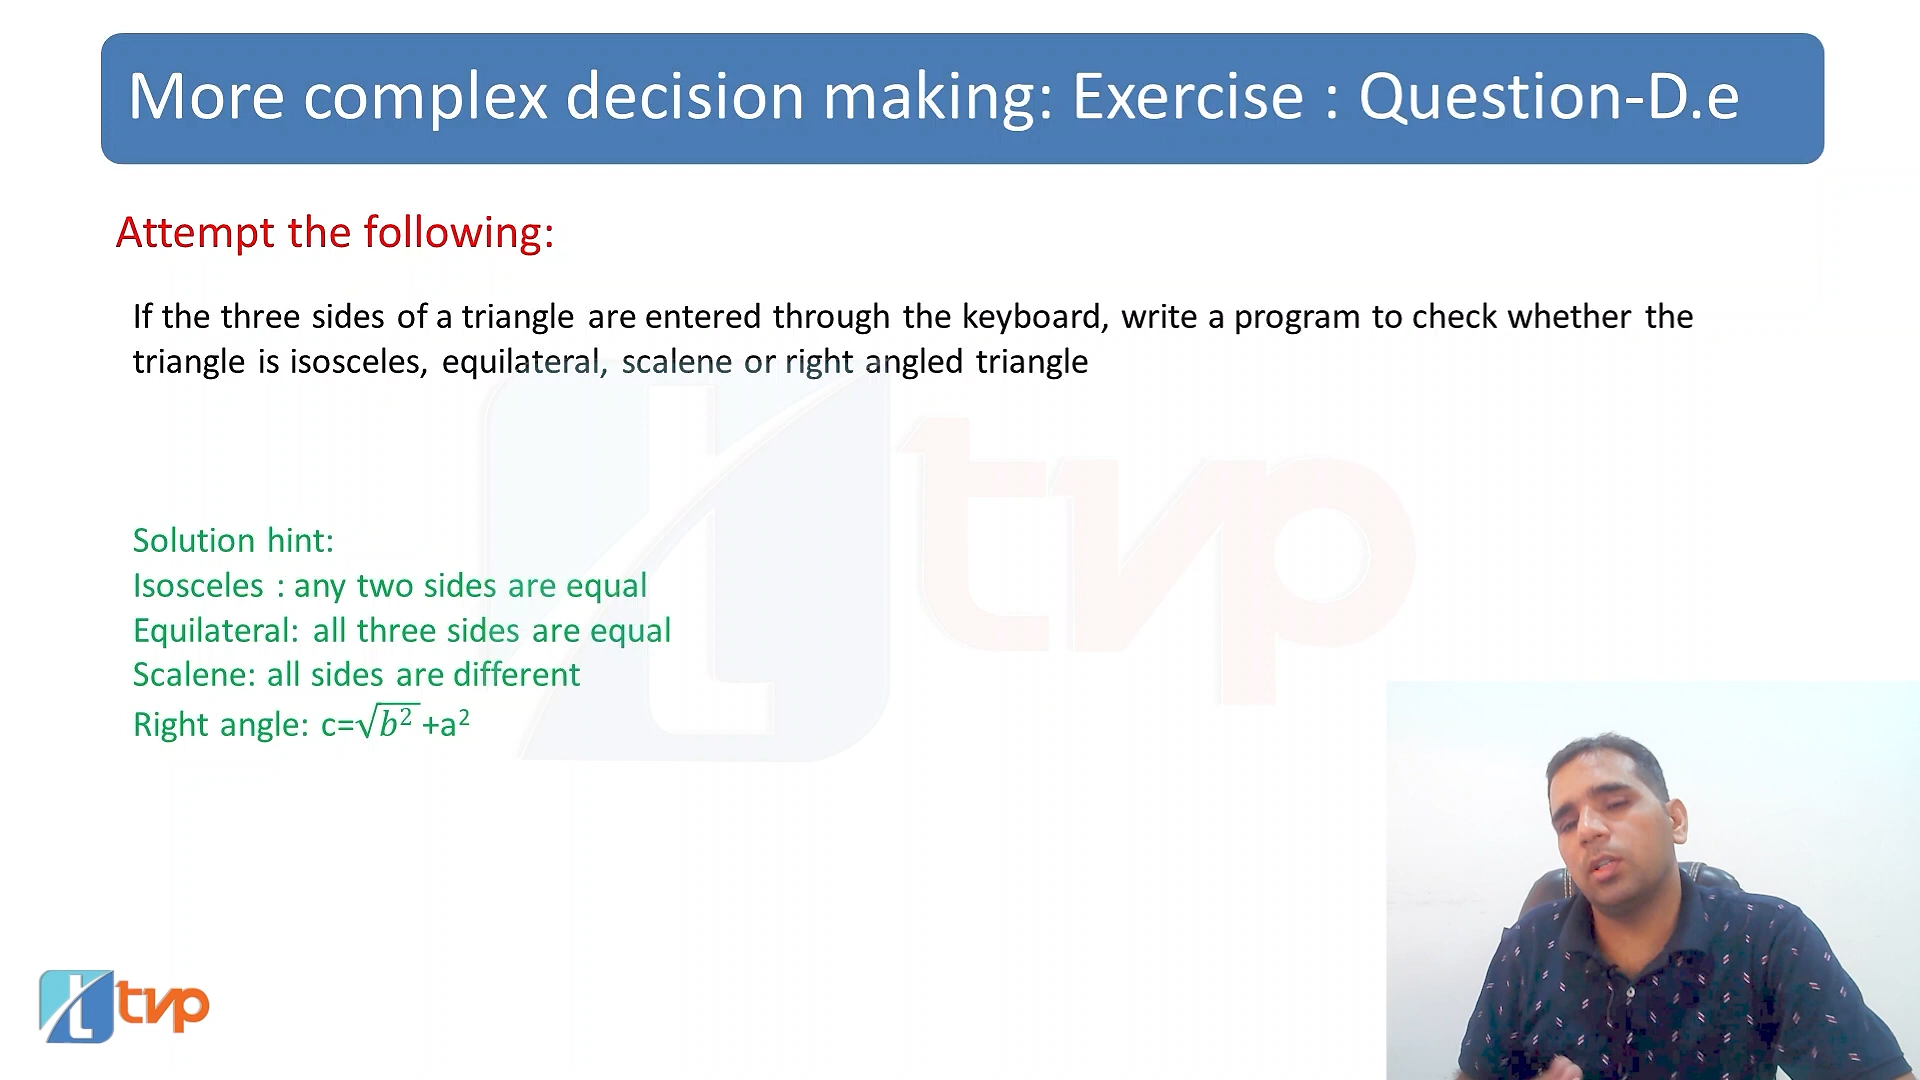 More complex decision making: Exercise : Question-D.e
Attempt the following:
If the three sides of a triangle are entered through the keyboard, write a program to check whether the
triangle is isosceles, equilateral, scalene or right angled triangle
tnp
Solution hint:
Isosceles : any two sides are equal
Equilateral: all three sides are equal
Scalene: all sides are different
Right angle: c=√b² +a²
tnp